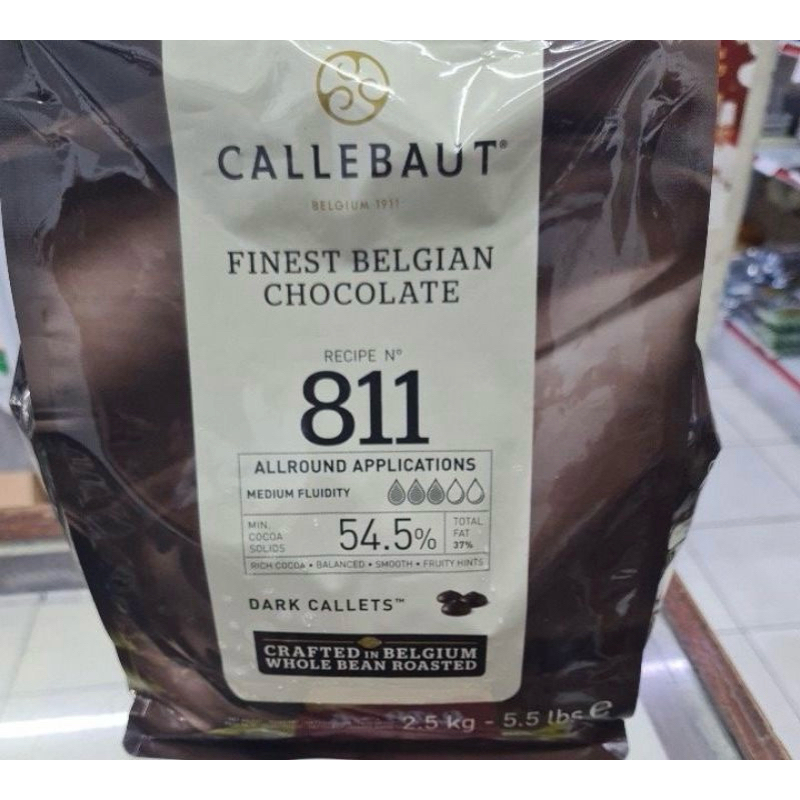 CALLEBAUT®
BELGIUM 1911
FINEST BELGIAN
CHOCOLATE
RECIPE N°
811
ALLROUND APPLICATIONS
MEDIUM FLUIDITY
MIN.
COCOA
SOLIDS
54.5%
TOTAL
FAT
37%
RICH COCOA • BALANCED • SMOOTH • FRUITY HINTS
DARK CALLETS™
CRAFTED IN BELGIUM
WHOLE BEAN ROASTED
2.5 kg - 5.5 lbs e